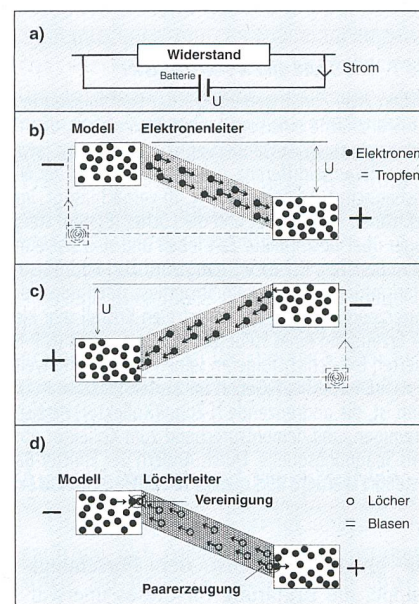 a)
Widerstand
Batterie
Strom
U
b)
Modell Elektronenleiter
−
U
● Elektronen
= Tropfen
+
c)
U
−
+
d)
Modell Löcherleiter
−
Vereinigung
○ Löcher
= Blasen
Paarerzeugung
+